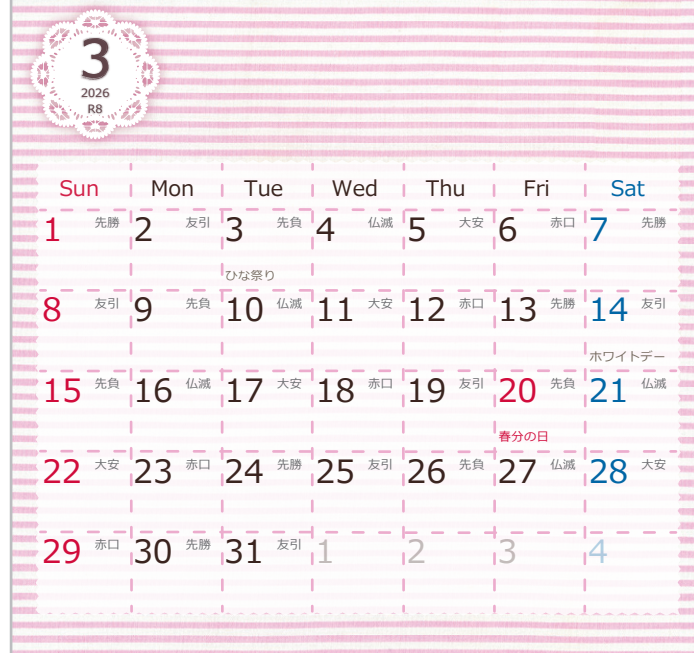 3
2026
R8
Sun Mon Tue Wed Thu Fri Sat
1 先勝 2 友引 3 先負 4 仏滅 5 大安 6 赤口 7 先勝
ひな祭り
8 友引 9 先負 10 仏滅 11 大安 12 赤口 13 先勝 14 友引
ホワイトデー
15 先負 16 仏滅 17 大安 18 赤口 19 友引 20 先負 21 仏滅
春分の日
22 大安 23 赤口 24 先勝 25 友引 26 先負 27 仏滅 28 大安
29 赤口 30 先勝 31 友引 1 2 3 4